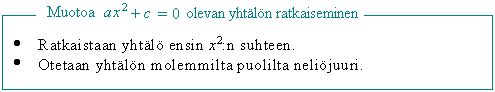 Muotoa ax² + c = 0 olevan yhtälön ratkaiseminen
• Ratkaistaan yhtälö ensin x²:n suhteen.
• Otetaan yhtälön molemmilta puolilta neliöjuuri.